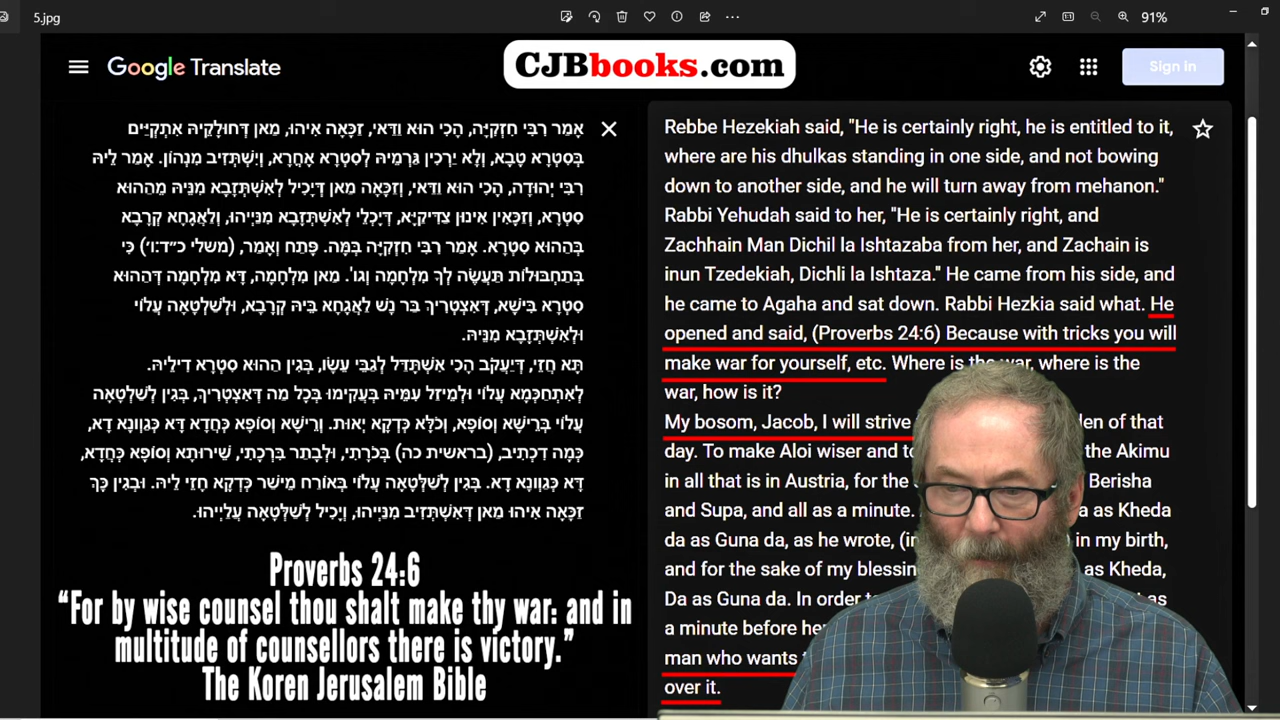 5.jpg
91%
Google Translate
CJBbooks.com
Sign in
אָמַר רַבִּי חִזְקִיָּה, הָכִי הוּא וַדַּאי, זַכָּאָה אִיהוּ, מַאן דְּחוּלָקֵיהּ אִתְקַיֵּים
בְּסִטְרָא טָבָא, וְלָא יַרְכִין גַּרְמֵיהּ לְסִטְרָא אָחֳרָא, וְיִשְׁתְּזִיב מִנְּהוֹן. אָמַר לֵיהּ
רַבִּי יְהוּדָה, הָכִי הוּא וַדַּאי, וְזַכָּאָה מַאן דְּיָכִיל לְאִשְׁתְּזָבָא מִנֵּיהּ מֵהַהוּא
סִטְרָא, וְזַכָּאִין אִינוּן צַדִּיקַיָּא, דְּיָכְלֵי לְאִשְׁתְּזָבָא מִנַּיְיהוּ, וּלְאַגָּחָא קְרָבָא
בְּהַהוּא סִטְרָא. אָמַר רַבִּי חִזְקִיָּה בְּמָּה. פָּתַח וְאָמַר, (משלי כ״ד:ו׳) כִּי
בְתַחְבּוּלוֹת תַּעֲשֶׂה לְּךָ מִלְחָמָה וְגוֹ'. מַאן מִלְחָמָה, דָּא מִלְחָמָה דְּהַהוּא
סִטְרָא בִּישָׁא, דְּאִצְטְרִיךְ בַּר נָשׁ לְאַגָּחָא בֵּיהּ קְרָבָא, וּלְשַׁלְטָאָה עֲלוֹי
וּלְאִשְׁתְּזָבָא מִנֵּיהּ.
תָּא חֲזֵי, דְּיַעֲקֹב הָכִי אִשְׁתָּדַּל לְגַבֵּי עֵשָׂו, בְּגִין הַהוּא סִטְרָא דִילֵיהּ.
לְאִתְחַכְּמָא עֲלוֹי וּלְמֵיזַל עִמֵּיהּ בַּעֲקִימוּ בְּכָל מַה דְּאִצְטְרִיךְ, בְּגִין לְשַׁלְטָאָה
עֲלוֹי בְּרֵישָׁא וְסוֹפָא, וְכֹלָּא כִּדְקָא יָאוּת. וְרֵישָׁא וְסוֹפָא כַּחֲדָא דָּא כְּגַוְונָא דָא,
כְּמָה דִכְתִיב, (בראשית כה) בְּכֹרָתִי, וּלְבָתַר בִּרְכָתִי, שֵׁירוּתָא וְסוֹפָא כַּחֲדָא,
דָּא כְּגַוְונָא דָא. בְּגִין לְשַׁלְטָאָה עֲלוֹי בְּאוֹרַח מֵישָׁר כִּדְקָא חָזֵי לֵיהּ. וּבְגִין כָּךְ
זַכָּאָה אִיהוּ מַאן דְּאִשְׁתְּזִיב מִנַּיְיהוּ, וְיָכִיל לְשַׁלְּטָאָה עֲלַיְיהוּ.
Proverbs 24:6
“For by wise counsel thou shalt make thy war: and in
multitude of counsellors there is victory.”
The Koren Jerusalem Bible
Rebbe Hezekiah said, "He is certainly right, he is entitled to it,
where are his dhulkas standing in one side, and not bowing
down to another side, and he will turn away from mehanon."
Rabbi Yehudah said to her, "He is certainly right, and
Zachhain Man Dichil la Ishtazaba from her, and Zachain is
inun Tzedekiah, Dichli la Ishtaza." He came from his side, and
he came to Agaha and sat down. Rabbi Hezkia said what. He
opened and said, (Proverbs 24:6) Because with tricks you will
make war for yourself, etc. Where is the war, where is the
war, how is it?
My bosom, Jacob, I will strive of that
day. To make Aloi wiser and the Akimu
in all that is in Austria, for the Berisha
and Supa, and all as a minute. as Kheda
da as Guna da, as he wrote, in my birth,
and for the sake of my as Kheda,
Da as Guna da. In order as
a minute before
man who wants
over it.